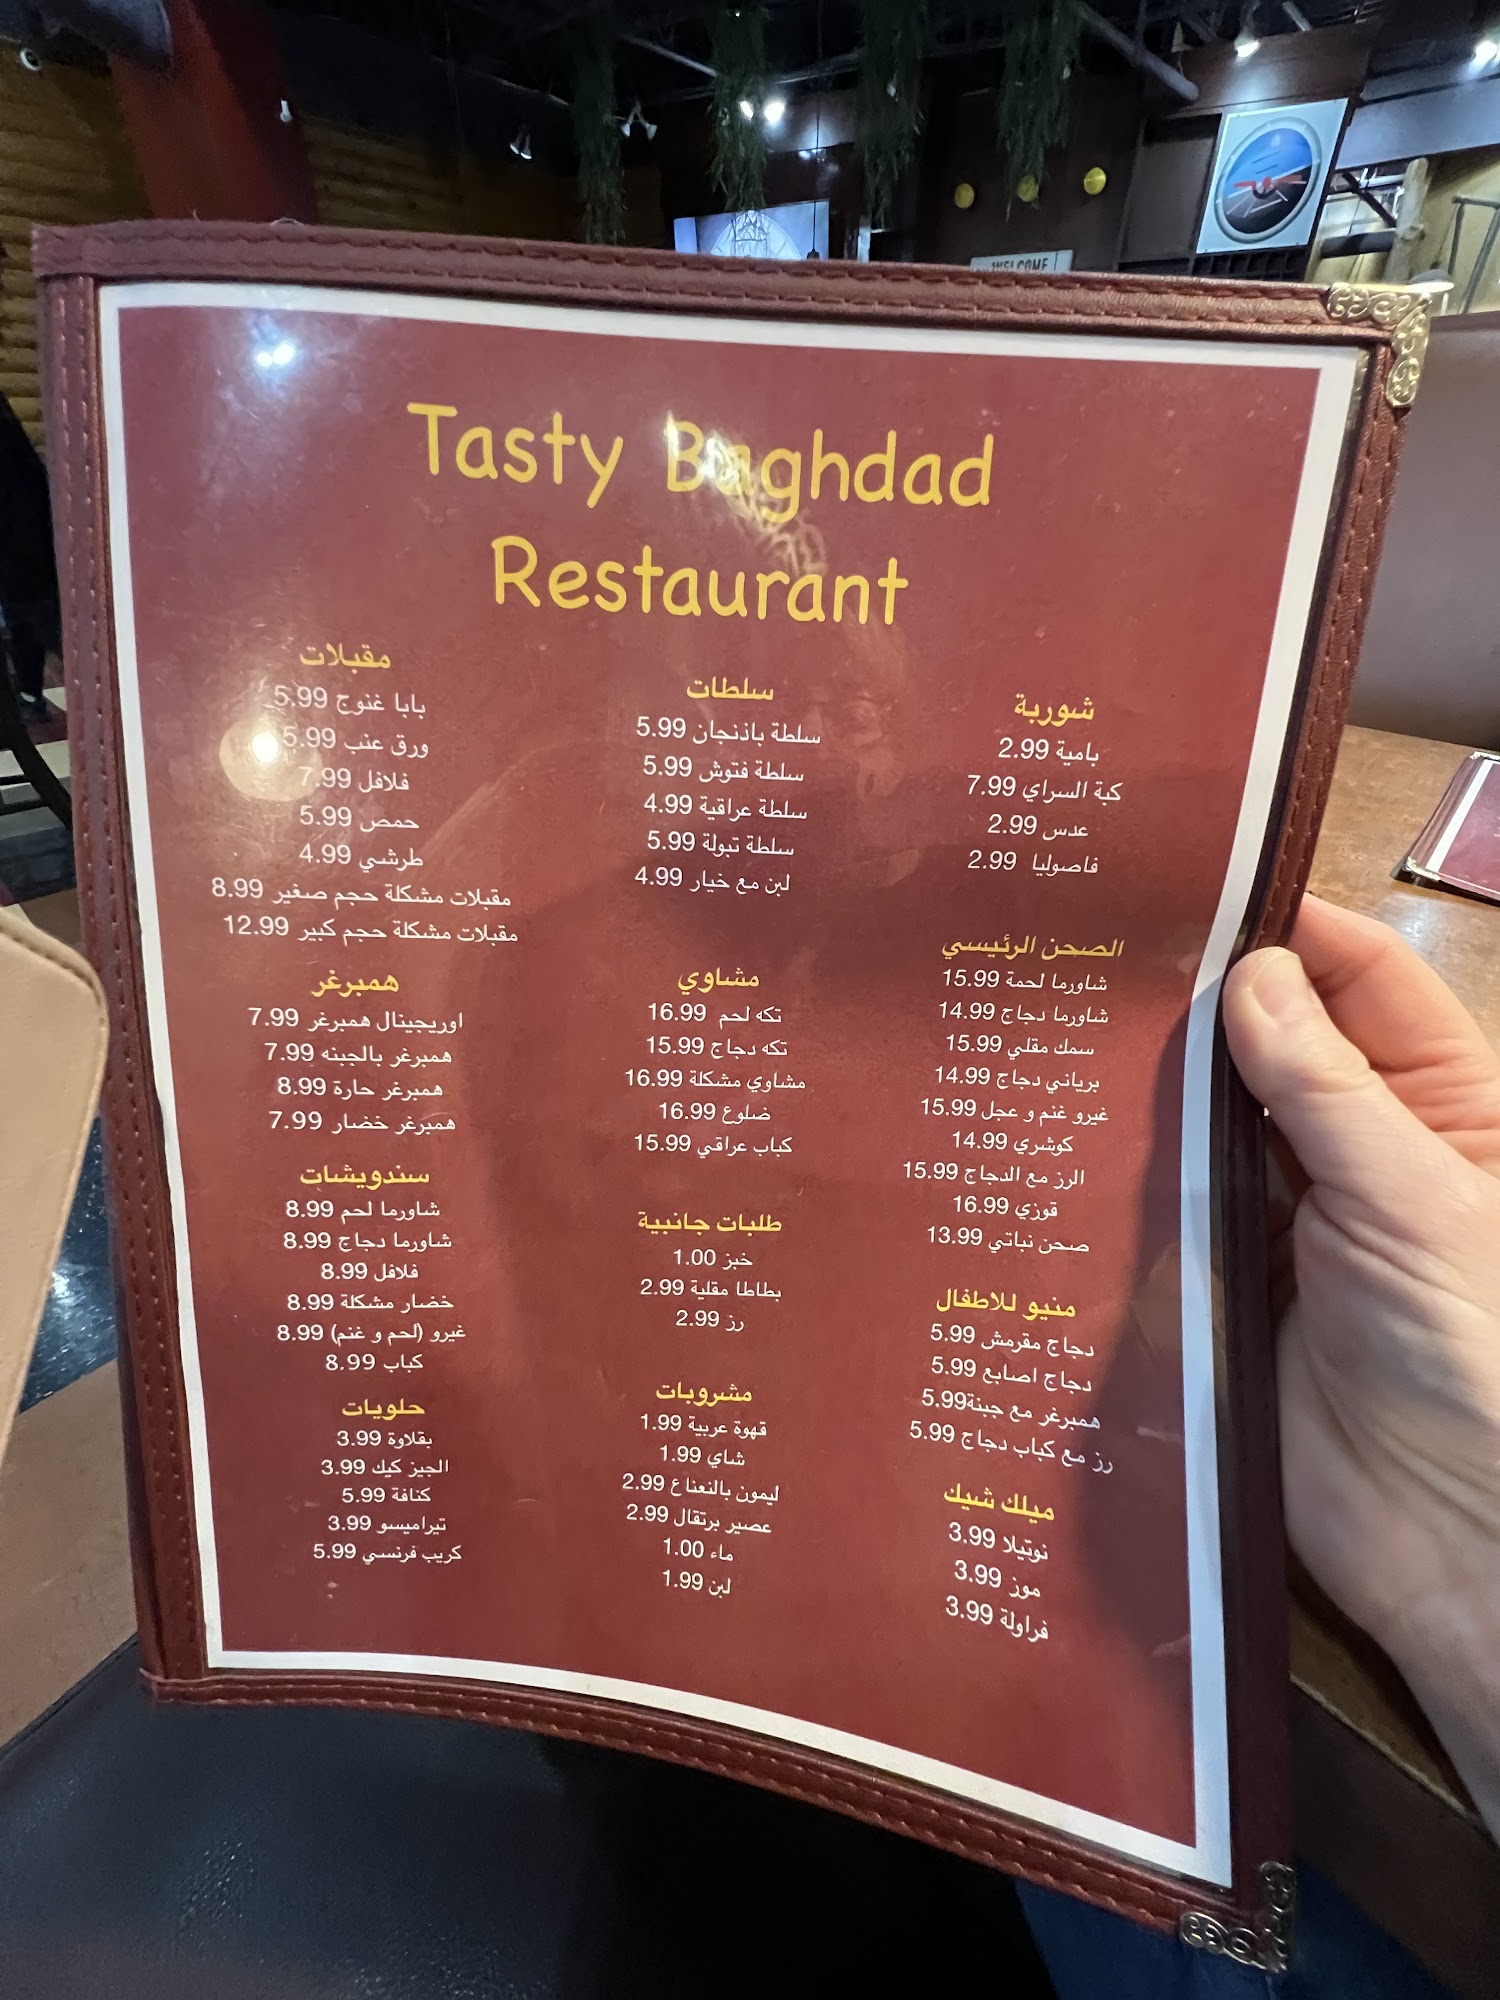 WELCOME
Tasty Baghdad
Restaurant
شوربة
بامية 2.99
كبة السراي 7.99
عدس 2.99
فاصوليا 2.99
الصحن الرئيسي
شاورما لحمة 15.99
شاورما دجاج 14.99
سمك مقلي 15.99
برياني دجاج 14.99
غيرو غنم و عجل 15.99
كوشري 14.99
الرز مع الدجاج 15.99
قوزي 16.99
صحن نباتي 13.99
منيو للاطفال
دجاج مقرمش 5.99
دجاج اصابع 5.99
همبرغر مع جبنة5.99
رز مع كباب دجاج 5.99
ميلك شيك
نوتيلا 3.99
موز 3.99
فراولة 3.99
سلطات
سلطة باذنجان 5.99
سلطة فتوش 5.99
سلطة عراقية 4.99
سلطة تبولة 5.99
لبن مع خيار 4.99
مشاوي
تكه لحم 16.99
تكه دجاج 15.99
مشاوي مشكلة 16.99
ضلوع 16.99
كباب عراقي 15.99
طلبات جانبية
خبز 1.00
بطاطا مقلية 2.99
رز 2.99
مشروبات
قهوة عربية 1.99
شاي 1.99
ليمون بالنعناع 2.99
عصير برتقال 2.99
ماء 1.00
لبن 1.99
مقبلات
بابا غنوج 5.99
ورق عنب 5.99
فلافل 7.99
حمص 5.99
طرشي 4.99
مقبلات مشكلة حجم صغير 8.99
مقبلات مشكلة حجم كبير 12.99
همبرغر
اوريجينال همبرغر 7.99
همبرغر بالجبنه 7.99
همبرغر حارة 8.99
همبرغر خضار 7.99
سندويشات
شاورما لحم 8.99
شاورما دجاج 8.99
فلافل 8.99
خضار مشكلة 8.99
غيرو (لحم و غنم) 8.99
كباب 8.99
حلويات
بقلاوة 3.99
الجيز كيك 3.99
كنافة 5.99
تيراميسو 3.99
كريب فرنسي 5.99